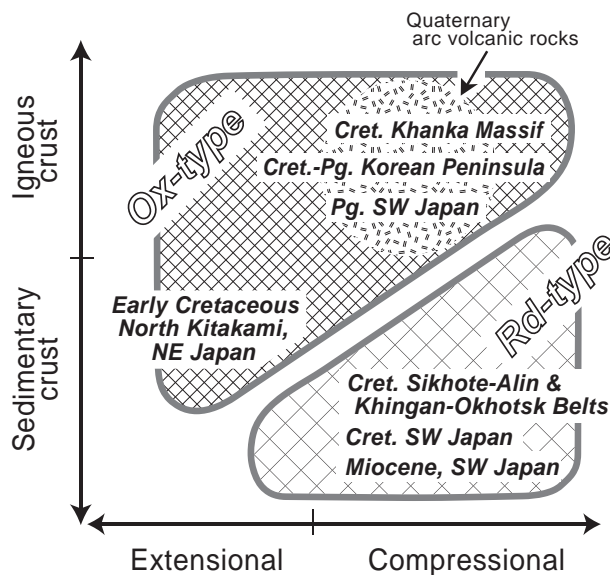 Quaternary
arc volcanic rocks
Igneous
crust
Ox-type
Cret. Khanka Massif
Cret.-Pg. Korean Peninsula
Pg. SW Japan
Early Cretaceous
North Kitakami,
NE Japan
Rd-type
Sedimentary
crust
Cret. Sikhote-Alin &
Khingan-Okhotsk Belts
Cret. SW Japan
Miocene, SW Japan
Extensional
Compressional